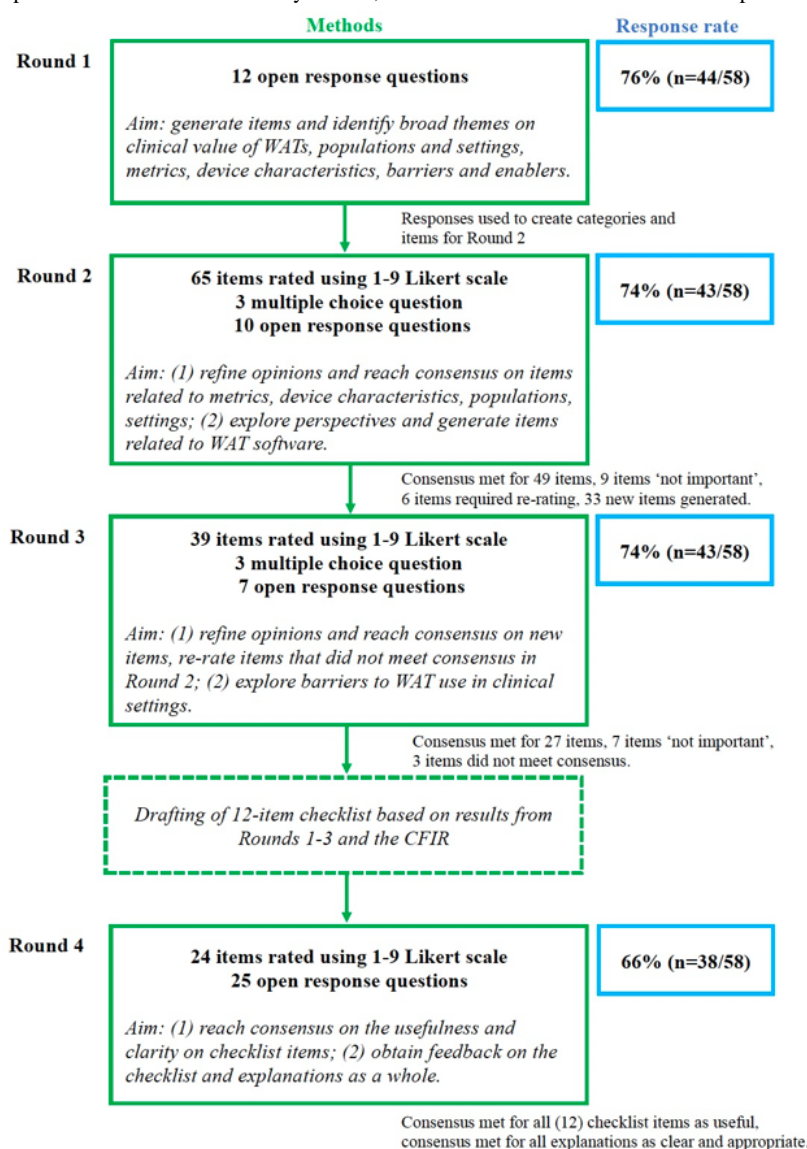 Methods
Response rate
Round 1
12 open response questions
76% (n=44/58)
Aim: generate items and identify broad themes on
clinical value of WATs, populations and settings,
metrics, device characteristics, barriers and enablers.
Responses used to create categories and
items for Round 2
Round 2
65 items rated using 1-9 Likert scale
3 multiple choice question
10 open response questions
74% (n=43/58)
Aim: (1) refine opinions and reach consensus on items
related to metrics, device characteristics, populations,
settings; (2) explore perspectives and generate items
related to WAT software.
Consensus met for 49 items, 9 items ‘not important’,
6 items required re-rating, 33 new items generated.
Round 3
39 items rated using 1-9 Likert scale
3 multiple choice question
7 open response questions
74% (n=43/58)
Aim: (1) refine opinions and reach consensus on new
items, re-rate items that did not meet consensus in
Round 2; (2) explore barriers to WAT use in clinical
settings.
Consensus met for 27 items, 7 items ‘not important’,
3 items did not meet consensus.
Drafting of 12-item checklist based on results from
Rounds 1-3 and the CFIR
Round 4
24 items rated using 1-9 Likert scale
25 open response questions
66% (n=38/58)
Aim: (1) reach consensus on the usefulness and
clarity on checklist items; (2) obtain feedback on the
checklist and explanations as a whole.
Consensus met for all (12) checklist items as useful,
consensus met for all explanations as clear and appropriate.